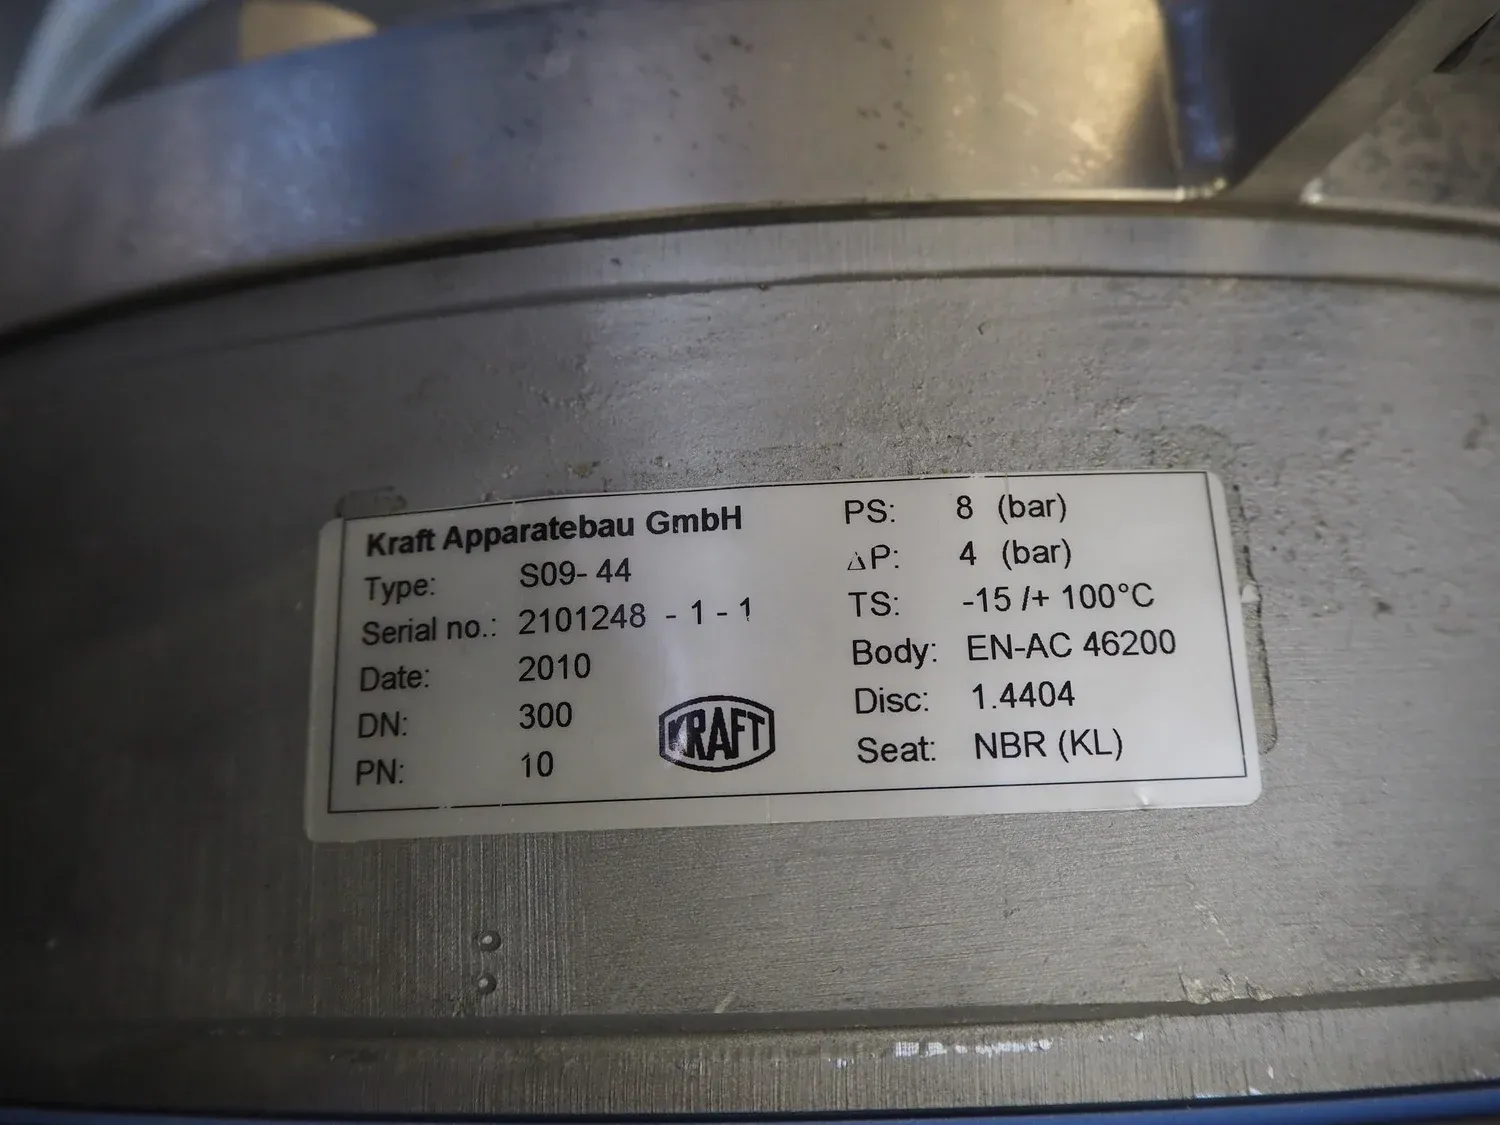 Kraft Apparatebau GmbH
Type: S09- 44
Serial no.: 2101248 - 1 - 1
Date: 2010
DN: 300
PN: 10
KRAFT
PS: 8 (bar)
ΔP: 4 (bar)
TS: -15 /+ 100°C
Body: EN-AC 46200
Disc: 1.4404
Seat: NBR (KL)